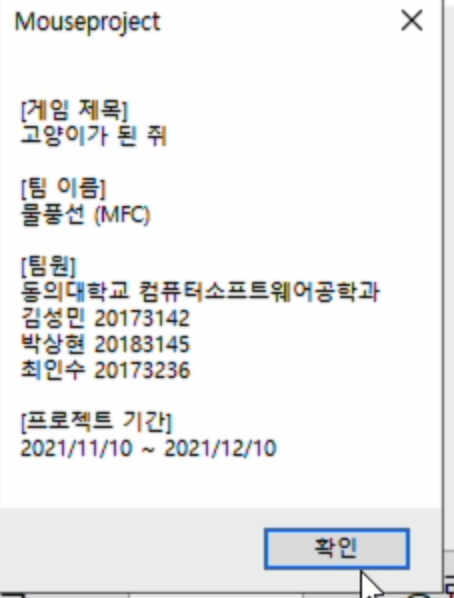 Mouseproject
[게임 제목]
고양이가 된 쥐
[팀 이름]
물풍선 (MFC)
[팀원]
동의대학교 컴퓨터소프트웨어공학과
김성민 20173142
박상현 20183145
최인수 20173236
[프로젝트 기간]
2021/11/10 ~ 2021/12/10
확인